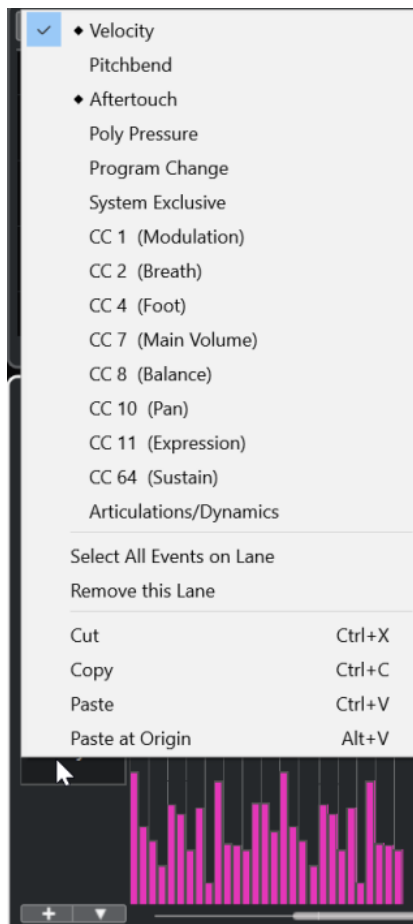 ◆ Velocity
Pitchbend
◆ Aftertouch
Poly Pressure
Program Change
System Exclusive
CC 1 (Modulation)
CC 2 (Breath)
CC 4 (Foot)
CC 7 (Main Volume)
CC 8 (Balance)
CC 10 (Pan)
CC 11 (Expression)
CC 64 (Sustain)
Articulations/Dynamics
Select All Events on Lane
Remove this Lane
Cut Ctrl+X
Copy Ctrl+C
Paste Ctrl+V
Paste at Origin Alt+V